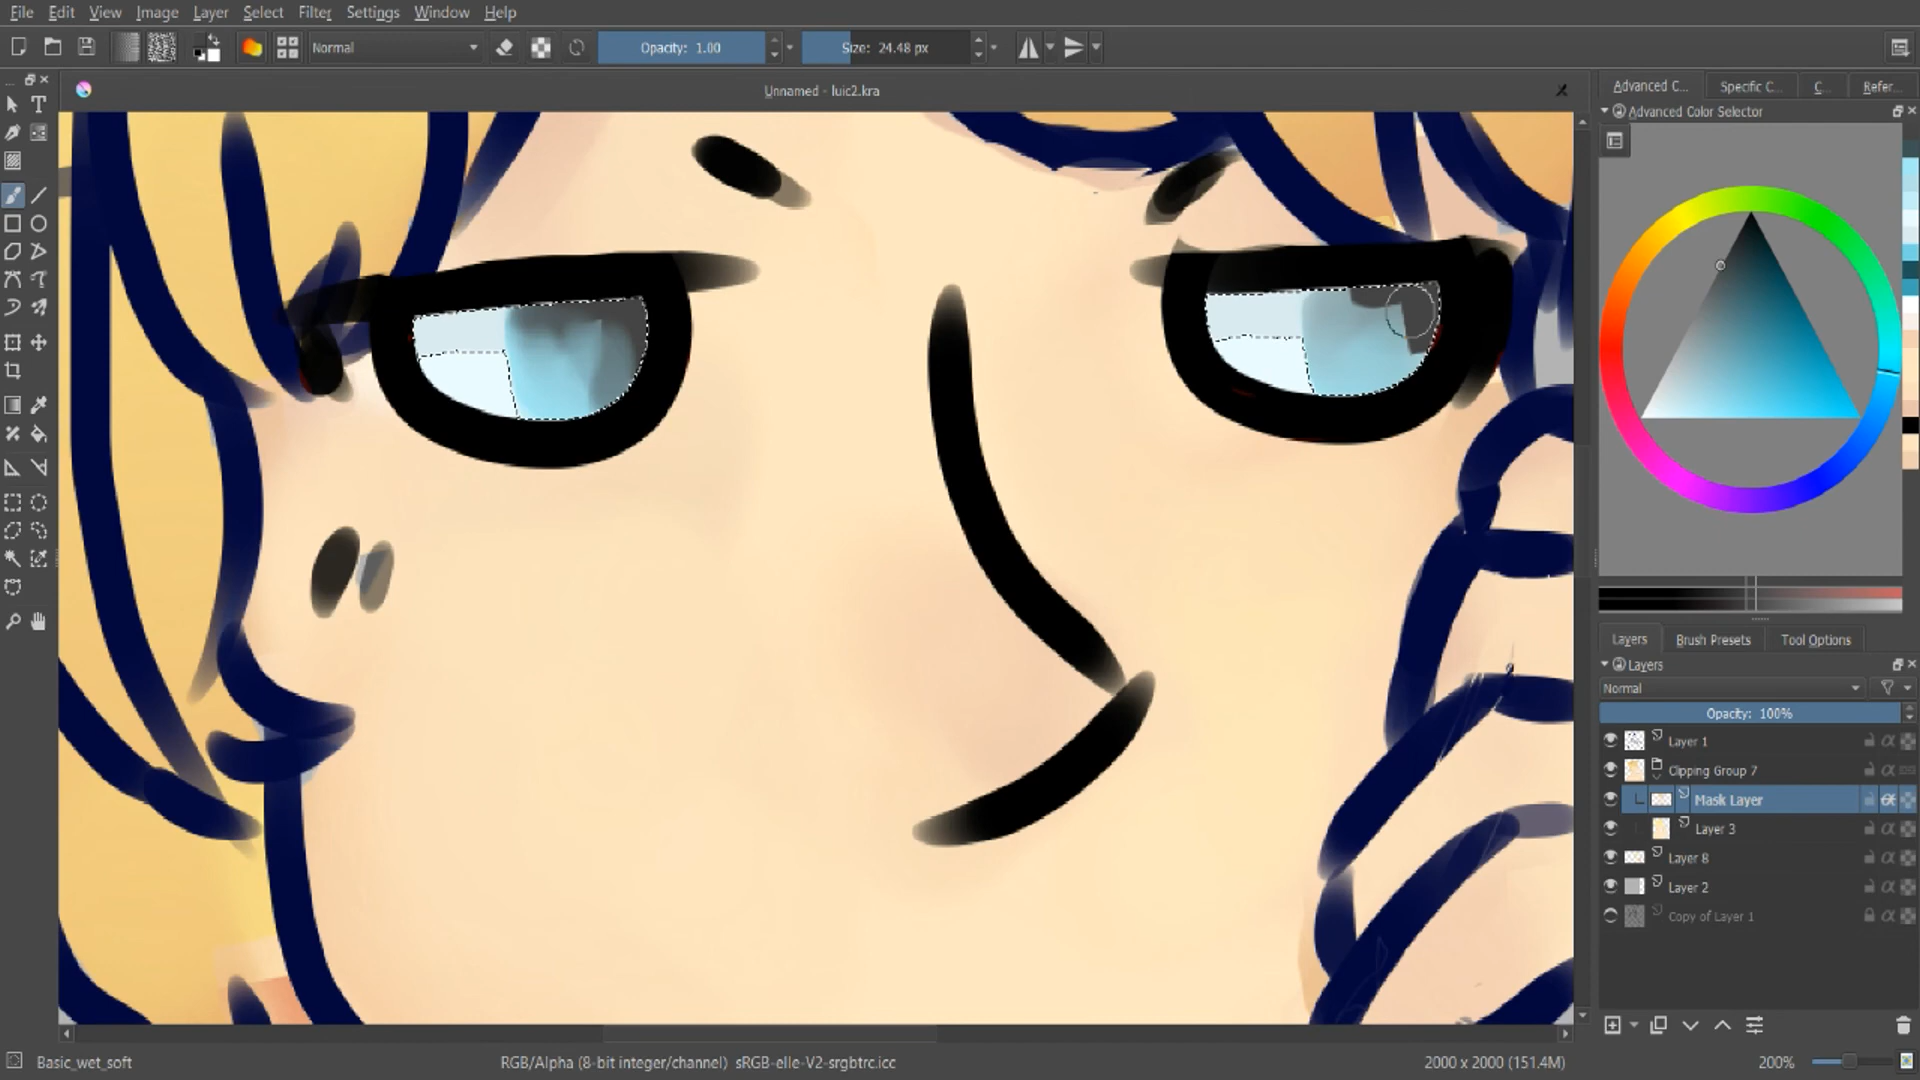 File Edit View Image Layer Select Filter Settings Window Help
Normal Opacity: 1.00 Size: 24.48 px
Unnamed - luic2.kra
Advanced C... Specific C... C... Refer...
Advanced Color Selector
Layers Brush Presets Tool Options
Layers
Normal
Opacity: 100%
Layer 1
Clipping Group 7
Mask Layer
Layer 3
Layer 8
Layer 2
Copy of Layer 1
Basic_wet_soft RGB/Alpha (8-bit integer/channel) sRGB-elle-V2-srgbtrc.icc 2000 x 2000 (151.4M) 200%